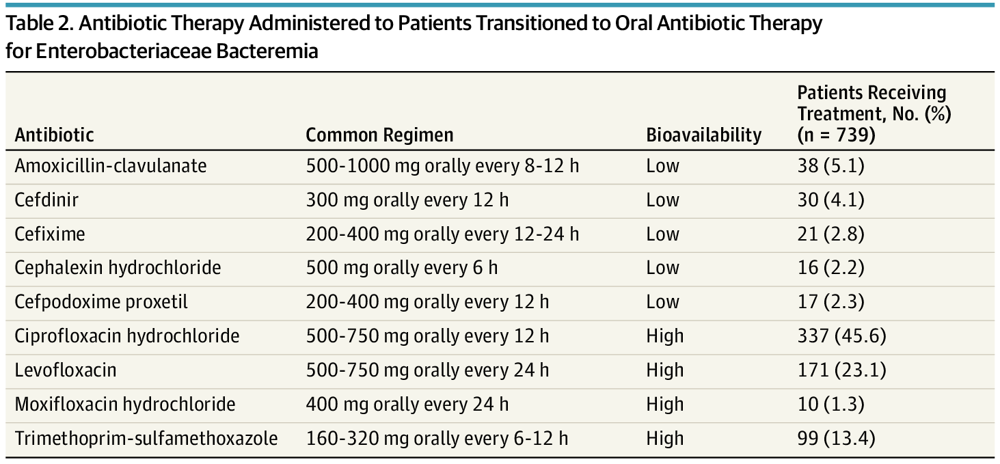 Table 2. Antibiotic Therapy Administered to Patients Transitioned to Oral Antibiotic Therapy
for Enterobacteriaceae Bacteremia
Antibiotic Common Regimen Bioavailability Patients Receiving Treatment, No. (%) (n = 739)
Amoxicillin-clavulanate 500-1000 mg orally every 8-12 h Low 38 (5.1)
Cefdinir 300 mg orally every 12 h Low 30 (4.1)
Cefixime 200-400 mg orally every 12-24 h Low 21 (2.8)
Cephalexin hydrochloride 500 mg orally every 6 h Low 16 (2.2)
Cefpodoxime proxetil 200-400 mg orally every 12 h Low 17 (2.3)
Ciprofloxacin hydrochloride 500-750 mg orally every 12 h High 337 (45.6)
Levofloxacin 500-750 mg orally every 24 h High 171 (23.1)
Moxifloxacin hydrochloride 400 mg orally every 24 h High 10 (1.3)
Trimethoprim-sulfamethoxazole 160-320 mg orally every 6-12 h High 99 (13.4)